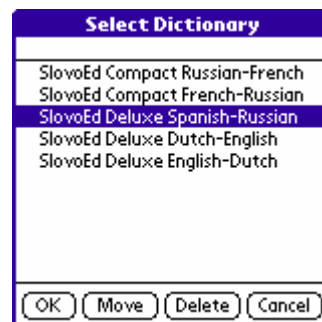 Select Dictionary
SlovoEd Compact Russian-French
SlovoEd Compact French-Russian
SlovoEd Deluxe Spanish-Russian
SlovoEd Deluxe Dutch-English
SlovoEd Deluxe English-Dutch
OK Move Delete Cancel